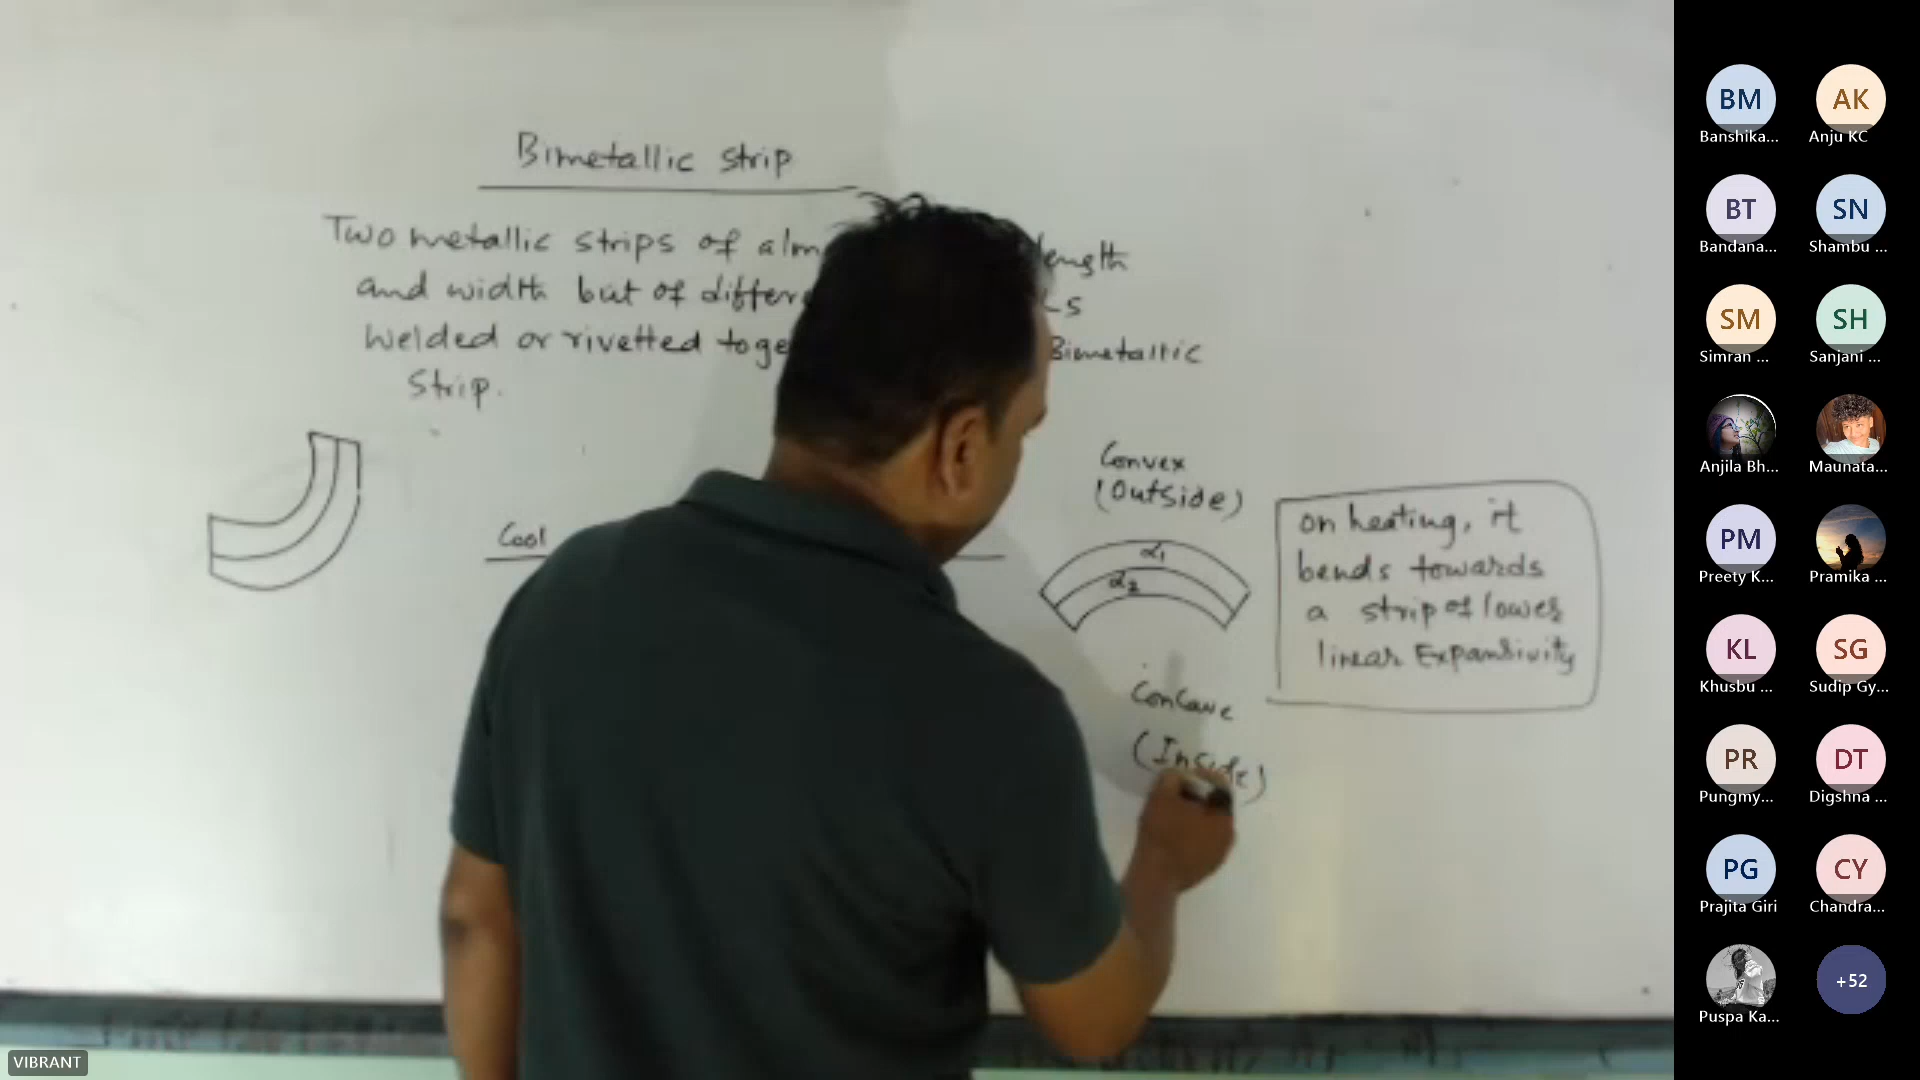 Bimetallic strip
Two metallic strips of alm length
and width but of differe ls
welded or rivetted toge Bimetallic
strip.
Convex
(Outside)
Cool
α1
α2
on heating, it
bends towards
a strip of lower
linear Expansivity
Concave
(Inside)
BM
Banshika...
AK
Anju KC
BT
Bandana...
SN
Shambu ...
SM
Simran ...
SH
Sanjani ...
Anjila Bh...
Maunata...
PM
Preety K...
Pramika ...
KL
Khusbu ...
SG
Sudip Gy...
PR
Pungmy...
DT
Digshna ...
PG
Prajita Giri
CY
Chandra...
Puspa Ka...
+52
VIBRANT